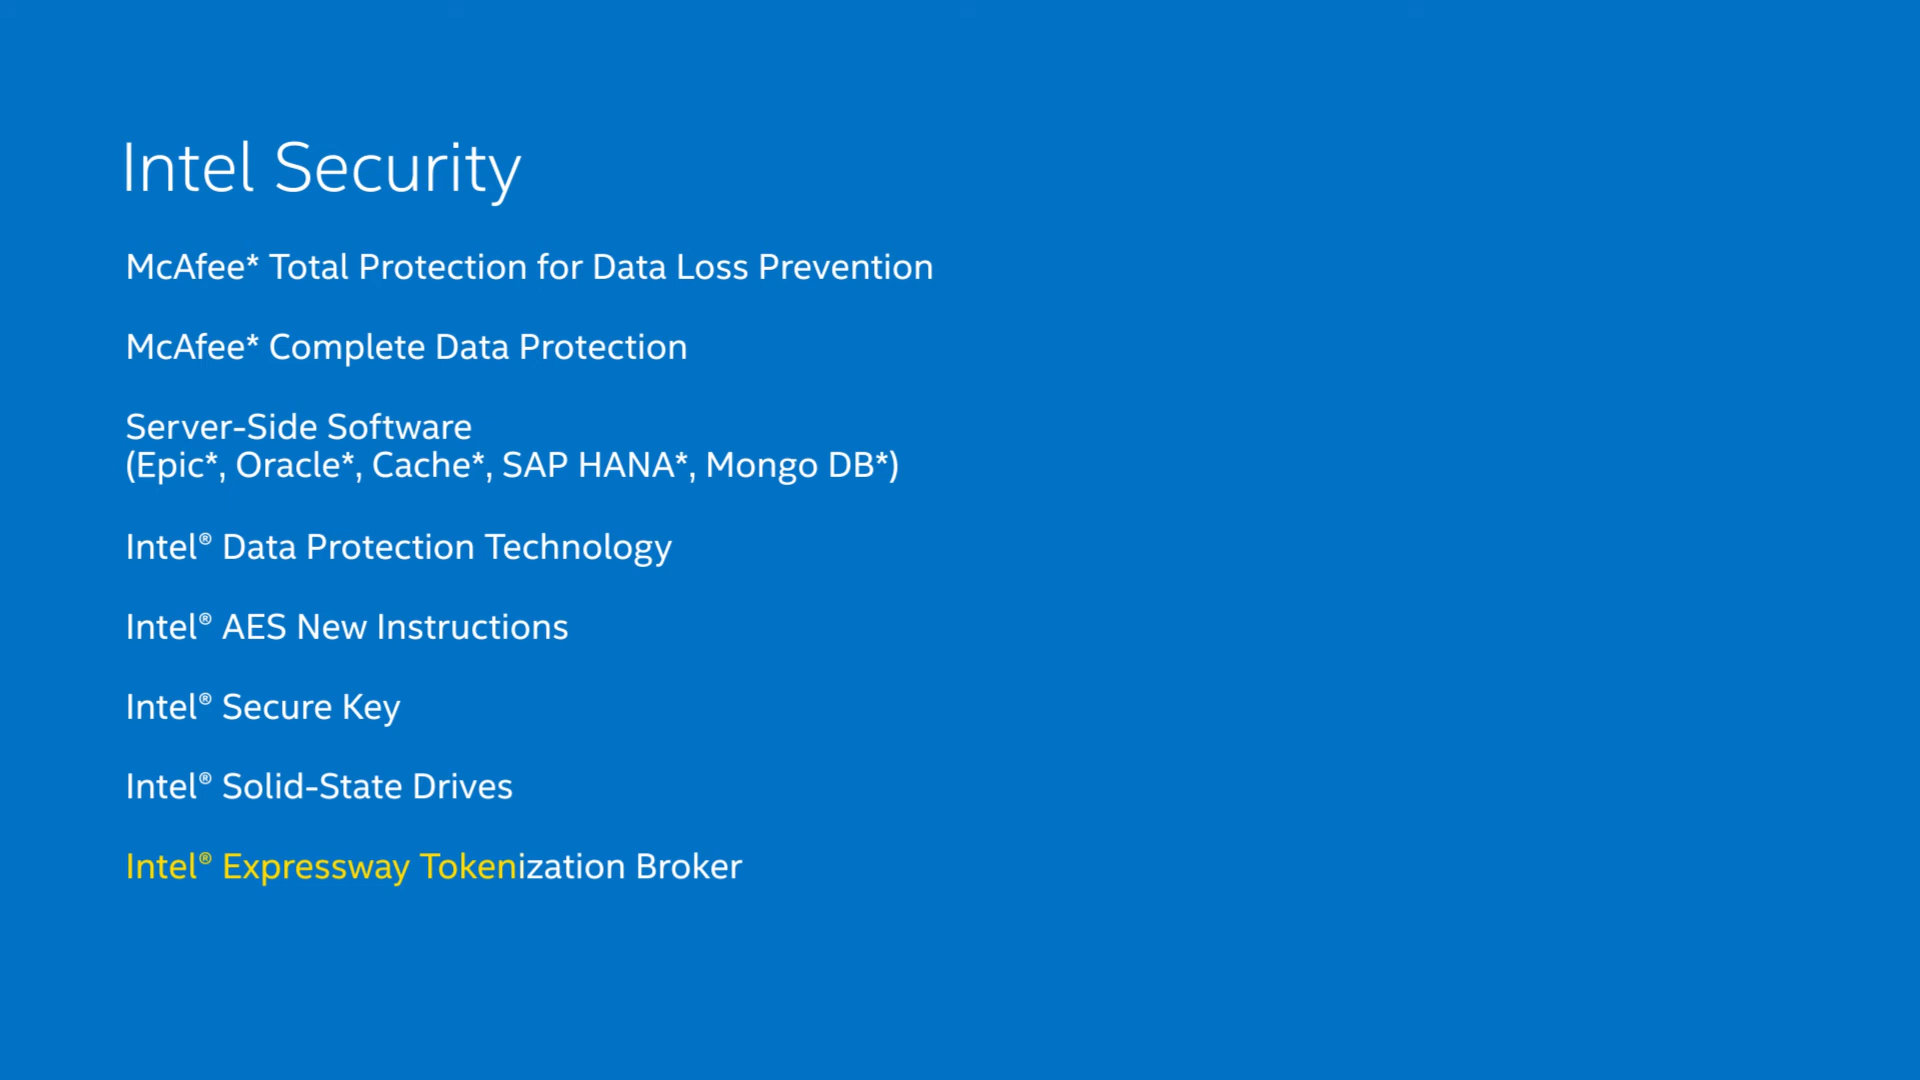 Intel Security
McAfee* Total Protection for Data Loss Prevention
McAfee* Complete Data Protection
Server-Side Software
(Epic*, Oracle*, Cache*, SAP HANA*, Mongo DB*)
Intel® Data Protection Technology
Intel® AES New Instructions
Intel® Secure Key
Intel® Solid-State Drives
Intel® Expressway Tokenization Broker